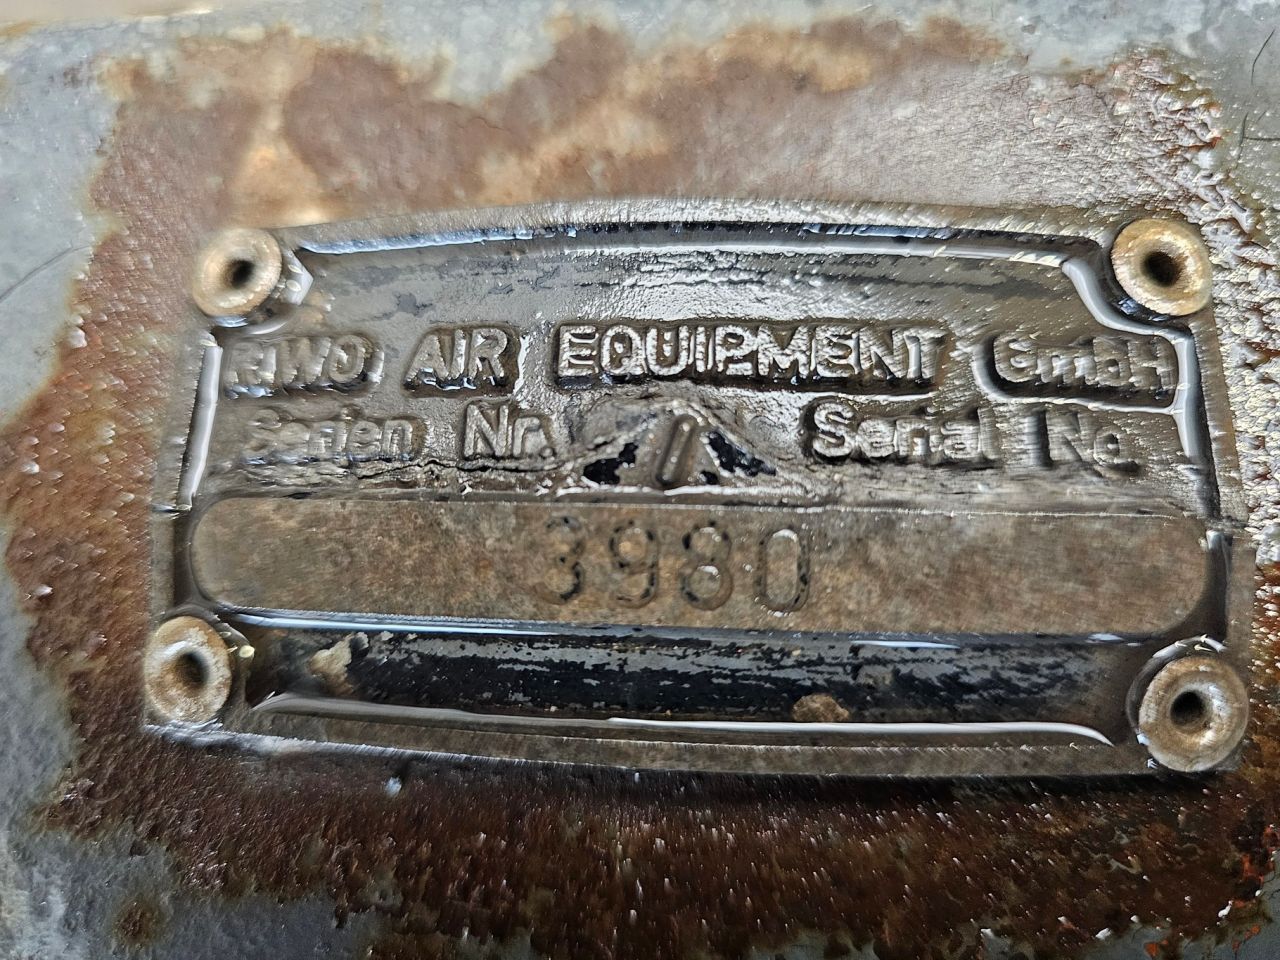 RWO AIR EQUIPMENT GmbH
Serien Nr. Serial No.
3980